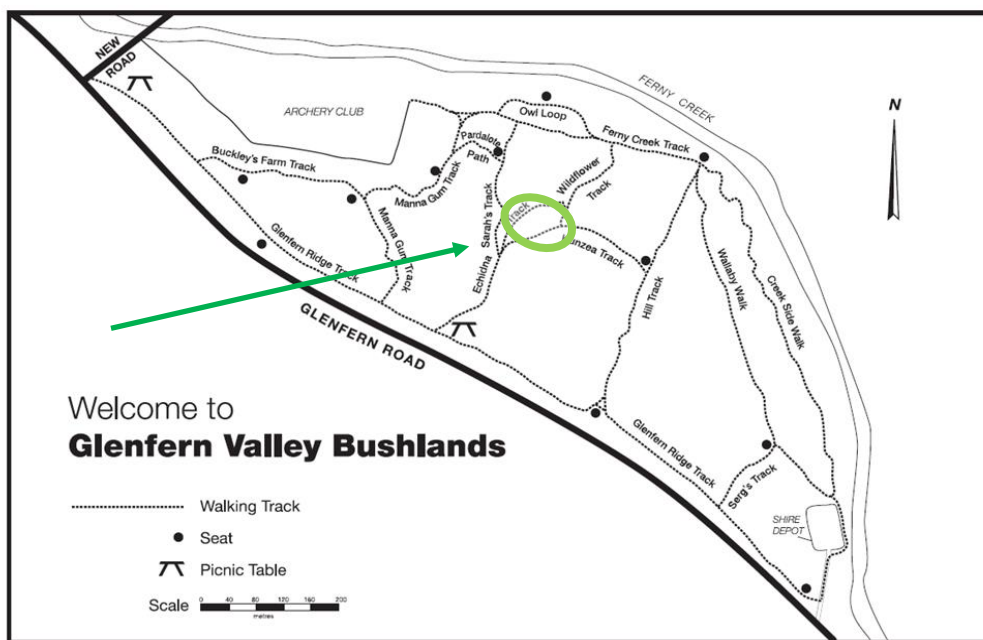 NEW
ROAD
FERNY CREEK
ARCHERY CLUB
Owl Loop
Ferny Creek Track
Pardalote
Path
Buckley's Farm Track
Manna Gum Track
Wildflower
Track
Track
Sarah's Track
Echidna
Manna Gum Track
Glenfern Ridge Track
Hill Track
Wallaby Walk
Creek Side Walk
GLENFERN ROAD
Glenfern Ridge Track
Serg's Track
SHIRE
DEPOT
N
Welcome to
Glenfern Valley Bushlands
Walking Track
Seat
Picnic Table
Scale
0 40 80 120 160 200
metres